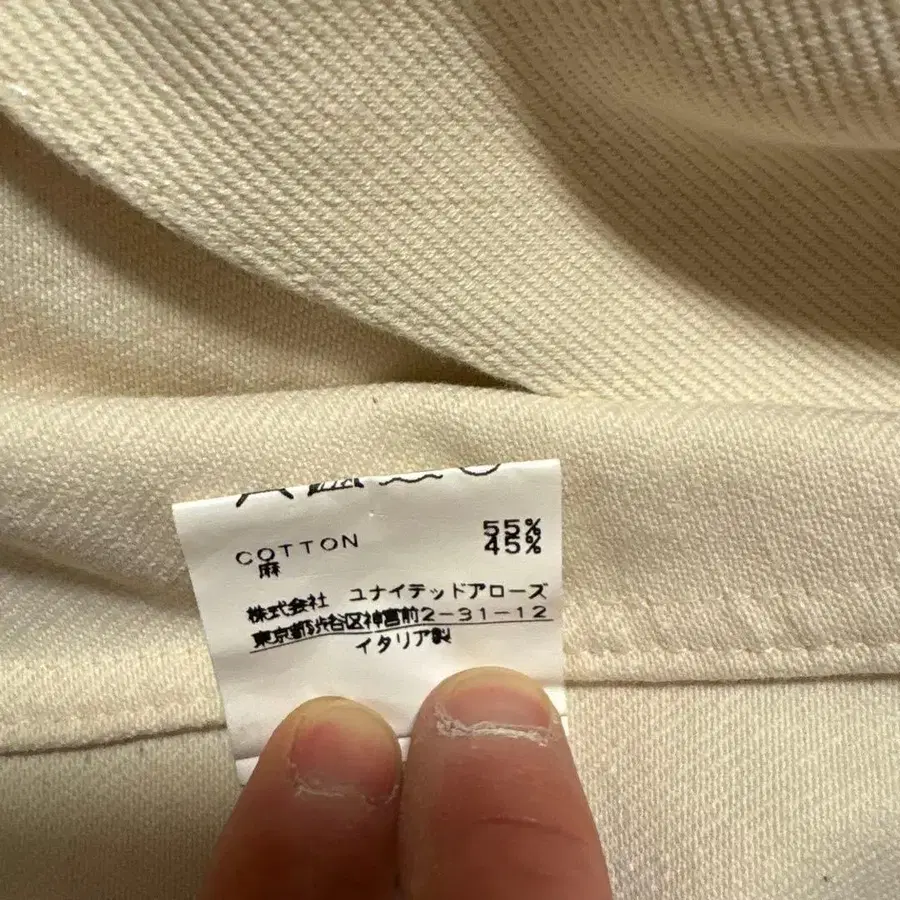 COTTON 55%
麻 45%
株式会社 ユナイテッドアローズ
東京都渋谷区神宮前2-31-12
イタリア製